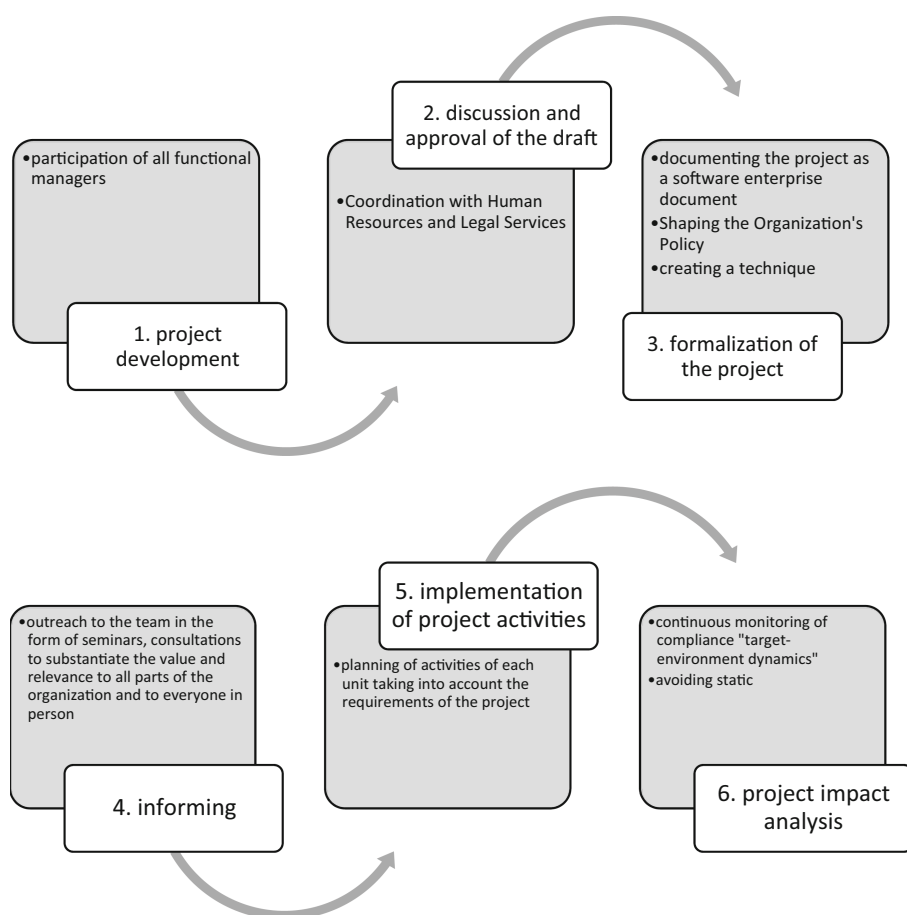 •participation of all functional
managers
1. project
development
2. discussion and
approval of the draft
•Coordination with Human
Resources and Legal Services
•documenting the project as
a software enterprise
document
•Shaping the Organization's
Policy
•creating a technique
3. formalization of
the project
•outreach to the team in the
form of seminars, consultations
to substantiate the value and
relevance to all parts of the
organization and to everyone in
person
4. informing
5. implementation
of project activities
•planning of activities of each
unit taking into account the
requirements of the project
•continuous monitoring of
compliance "target-
environment dynamics"
•avoiding static
6. project impact
analysis